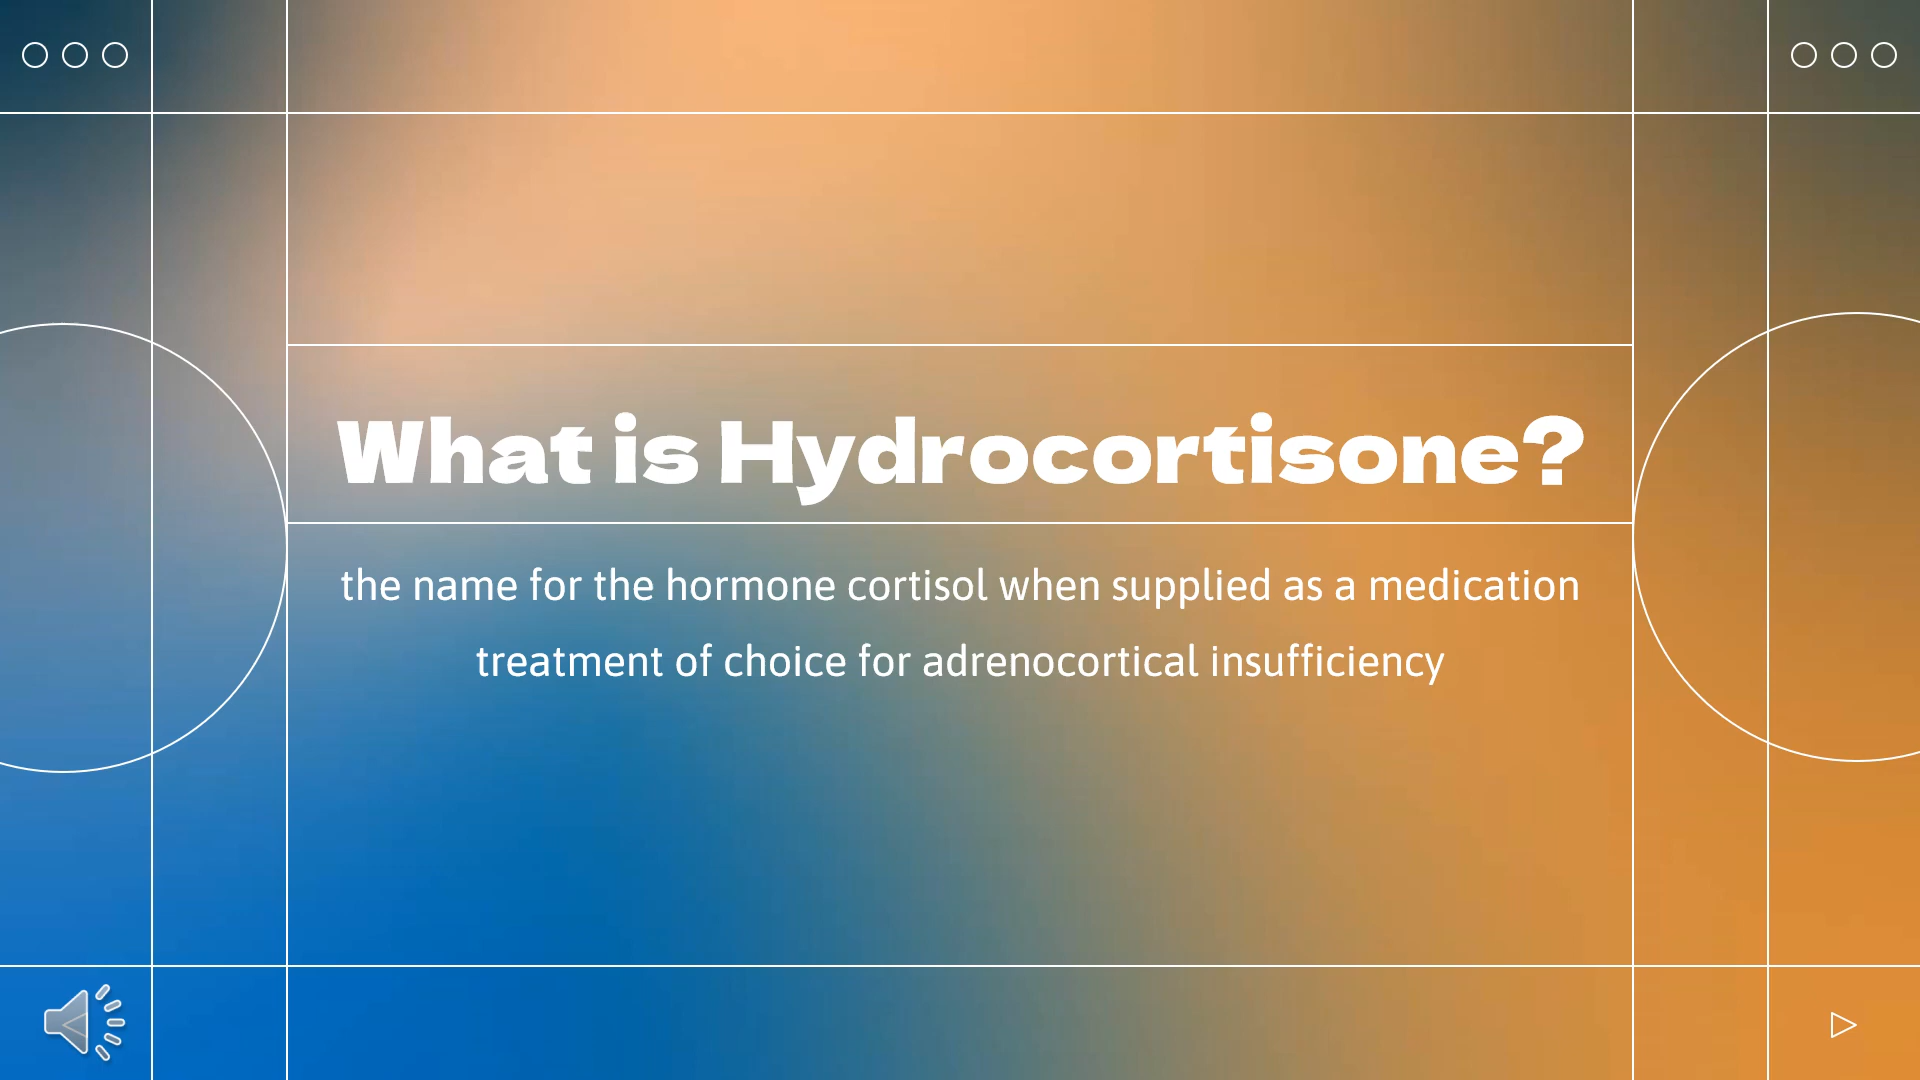 What is Hydrocortisone?
the name for the hormone cortisol when supplied as a medication
treatment of choice for adrenocortical insufficiency